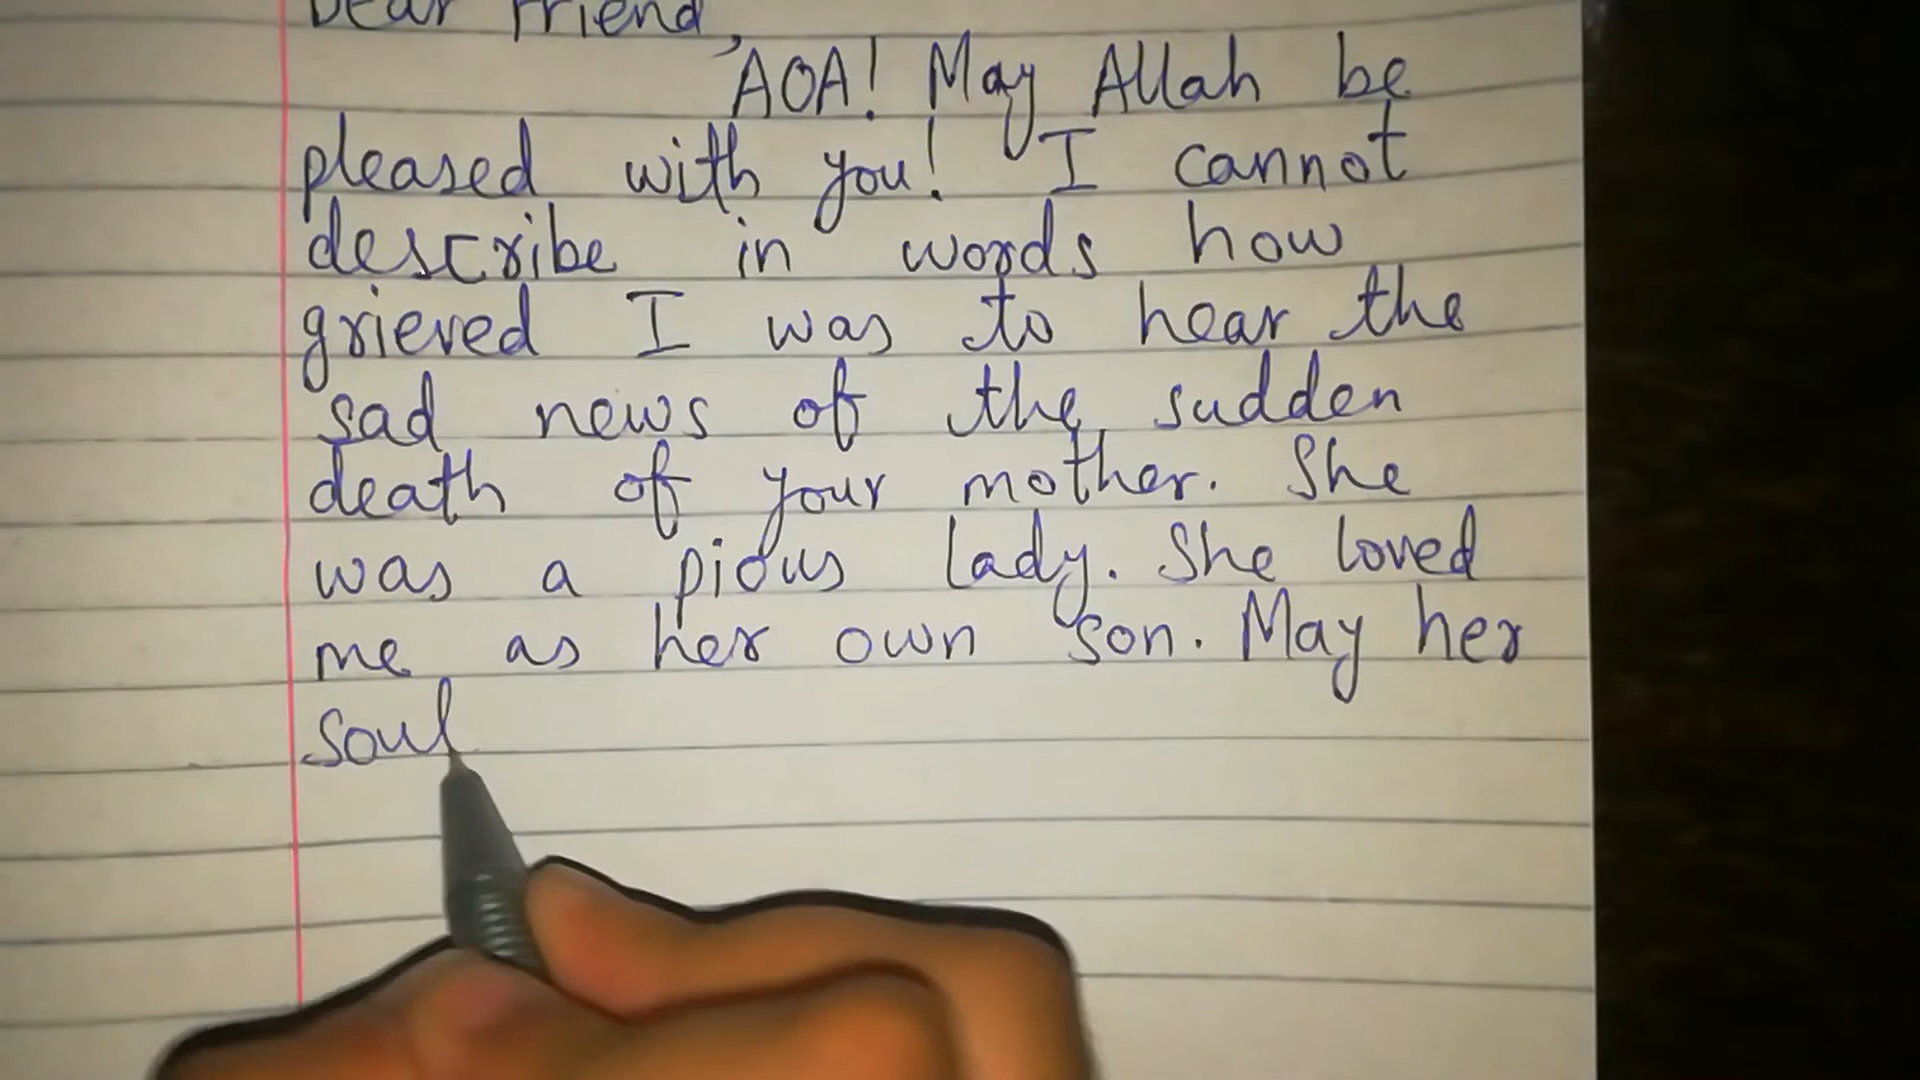 Dear Friend,
AOA! May Allah be
pleased with you! I cannot
describe in words how
grieved I was to hear the
sad news of the sudden
death of your mother. She
was a pious lady. She loved
me as her own son. May her
soul